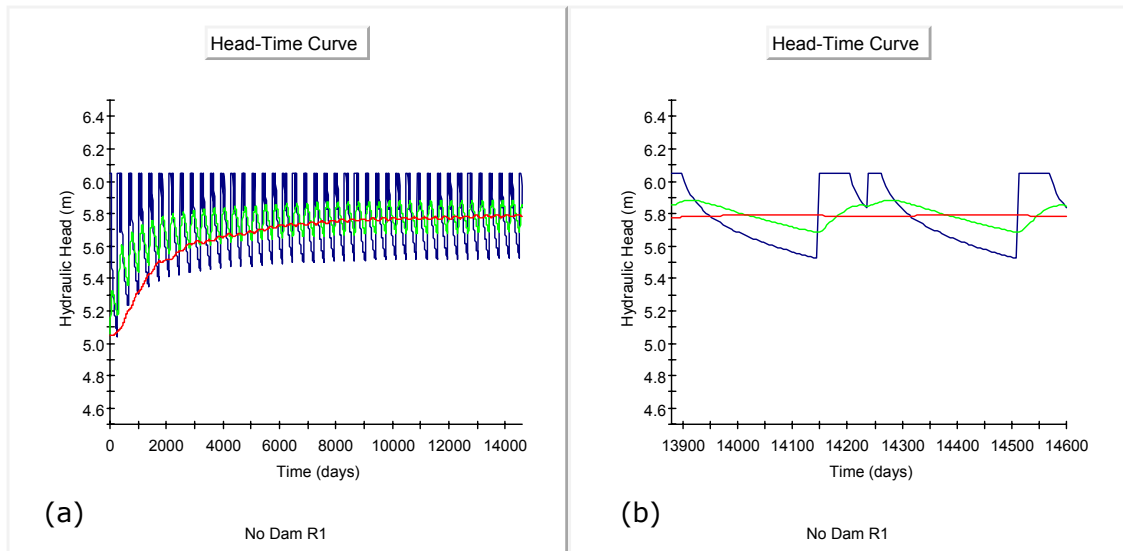 Head-Time Curve
Hydraulic Head (m)
6.4
6.2
6.0
5.8
5.6
5.4
5.2
5.0
4.8
4.6
0 2000 4000 6000 8000 10000 12000 14000
Time (days)
(a)
No Dam R1
Head-Time Curve
Hydraulic Head (m)
6.4
6.2
6.0
5.8
5.6
5.4
5.2
5.0
4.8
4.6
13900 14000 14100 14200 14300 14400 14500 14600
Time (days)
(b)
No Dam R1